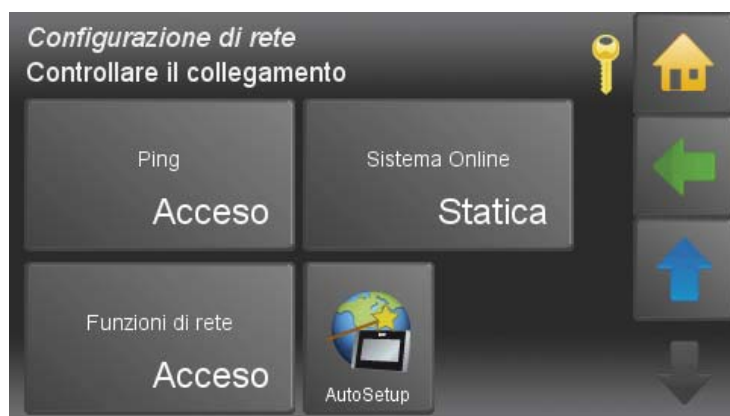 Configurazione di rete
Controllare il collegamento
Ping
Acceso
Sistema Online
Statica
Funzioni di rete
Acceso
AutoSetup